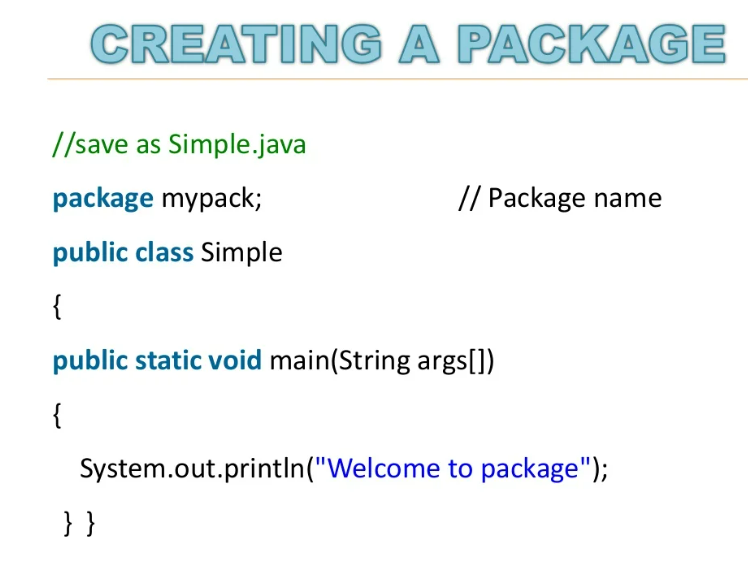 CREATING A PACKAGE
//save as Simple.java
package mypack; // Package name
public class Simple
{
public static void main(String args[])
{
System.out.println("Welcome to package");
} }